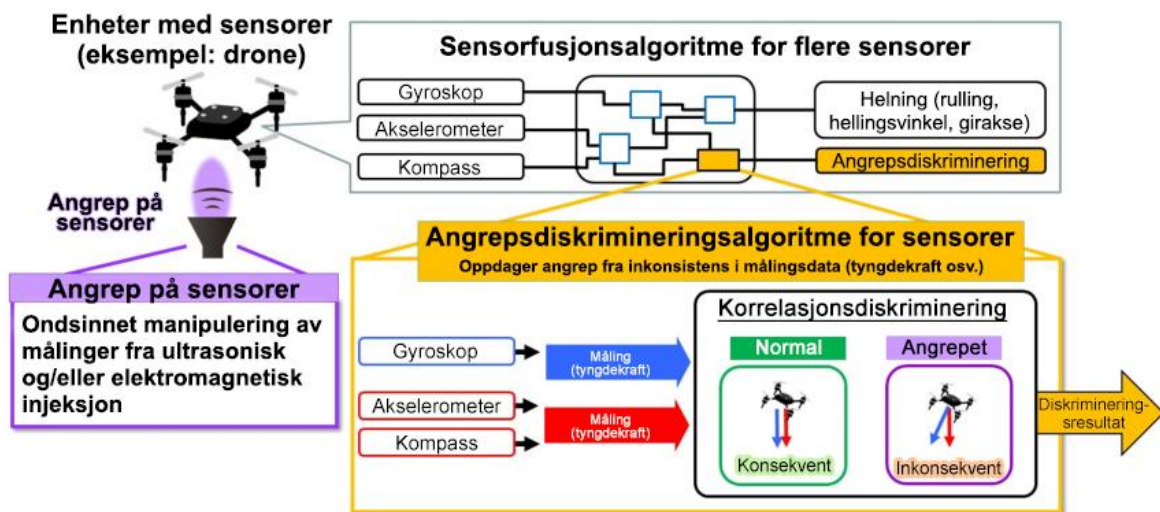 Enheter med sensorer
(eksempel: drone)
Angrep på
sensorer
Angrep på sensorer
Ondsinnet manipulering av
målinger fra ultrasonisk
og/eller elektromagnetisk
injeksjon
Sensorfusjonsalgoritme for flere sensorer
Gyroskop
Akselerometer
Kompass
Helning (rulling,
hellingsvinkel, girakse)
Angrepsdiskriminering
Angrepsdiskrimineringsalgoritme for sensorer
Oppdager angrep fra inkonsistens i målingsdata (tyngdekraft osv.)
Gyroskop
Akselerometer
Kompass
Måling
(tyngdekraft)
Måling
(tyngdekraft)
Korrelasjonsdiskriminering
Normal
Konsekvent
Angrepet
Inkonsekvent
Diskriminering-
sresultat